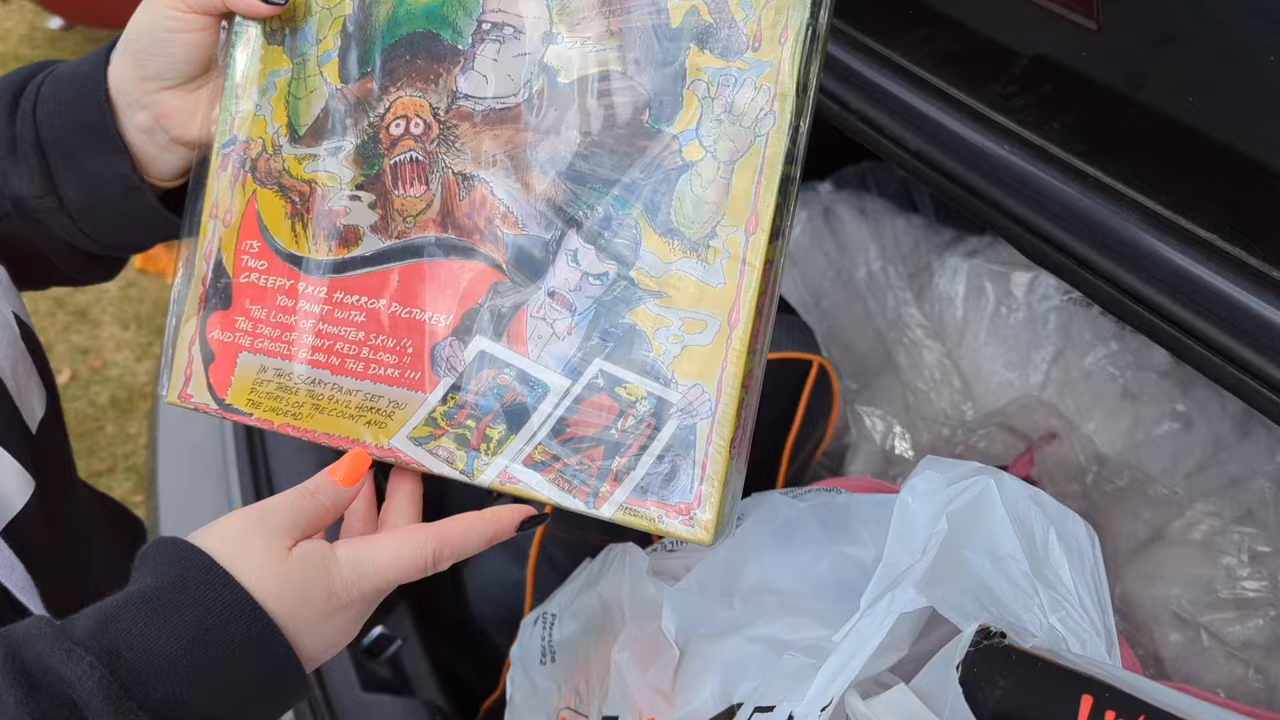 IT'S
TWO
CREEPY 9X12 HORROR PICTURES!
YOU PAINT WITH
THE LOOK OF MONSTER SKIN.!!
THE DRIP OF SHINY RED BLOOD!!
AND THE GHOSTLY GLOW IN THE DARK!!!
IN THIS SCARY PAINT SET YOU
GET THESE TWO 9X12 HORROR
PICTURES OF THE COUNT AND
THE UNDEAD.!!